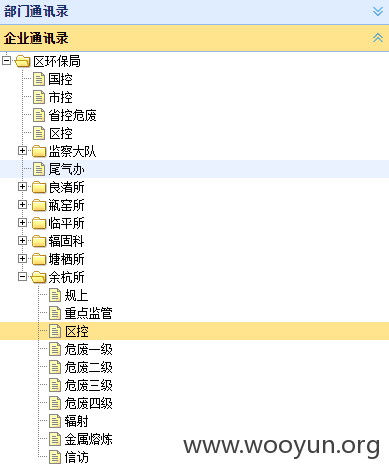 部门通讯录
企业通讯录
区环保局
国控
市控
省控危废
区控
监察大队
尾气办
良渚所
瓶窑所
临平所
辐固科
塘栖所
余杭所
规上
重点监管
区控
危废一级
危废二级
危废三级
危废四级
辐射
金属熔炼
信访
www.wooyun.org